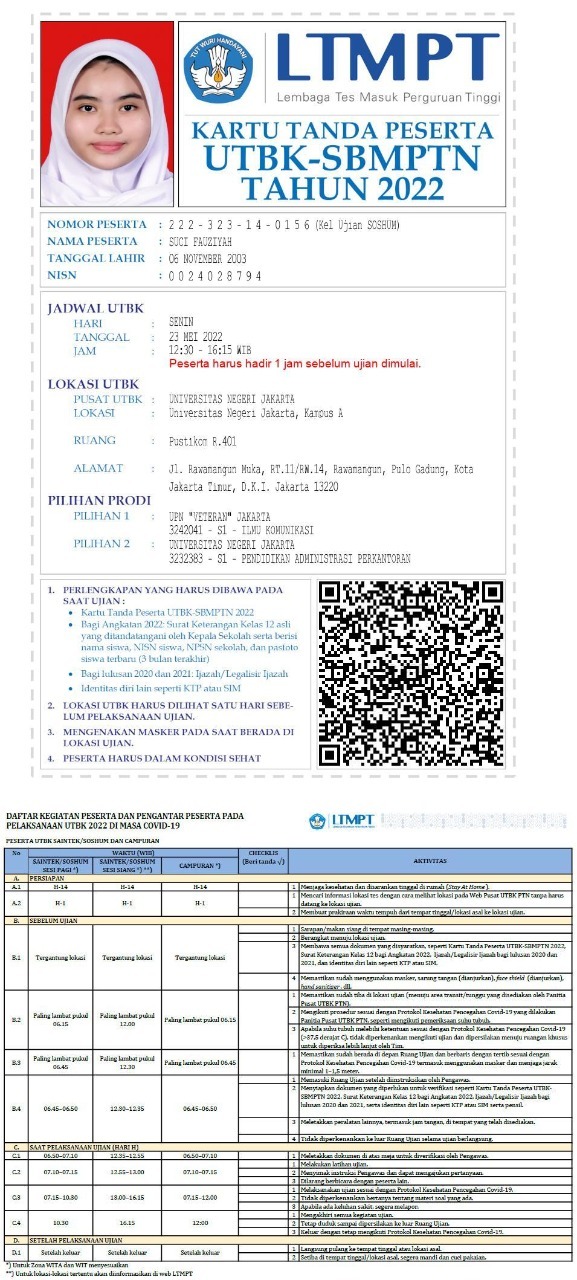 TUT WURI HANDAYANI
LTMPT
Lembaga Tes Masuk Perguruan Tinggi
KARTU TANDA PESERTA
UTBK-SBMPTN
TAHUN 2022
NOMOR PESERTA : 222-323-14-0156 (Kel Ujian SOSHUM)
NAMA PESERTA : SUCI FAUZIYAH
TANGGAL LAHIR : 06 NOVEMBER 2003
NISN : 0024028794
JADWAL UTBK
HARI : SENIN
TANGGAL : 23 MEI 2022
JAM : 12:30 - 16:15 WIB
Peserta harus hadir 1 jam sebelum ujian dimulai.
LOKASI UTBK
PUSAT UTBK : UNIVERSITAS NEGERI JAKARTA
LOKASI : Universitas Negeri Jakarta, Kampus A
RUANG : Pustikom R.401
ALAMAT : Jl. Rawamangun Muka, RT.11/RW.14, Rawamangun, Pulo Gadung, Kota
Jakarta Timur, D.K.I. Jakarta 13220
PILIHAN PRODI
PILIHAN 1 : UPN "VETERAN" JAKARTA
3242041 - S1 - ILMU KOMUNIKASI
PILIHAN 2 : UNIVERSITAS NEGERI JAKARTA
3232383 - S1 - PENDIDIKAN ADMINISTRASI PERKANTORAN
1. PERLENGKAPAN YANG HARUS DIBAWA PADA
SAAT UJIAN :
• Kartu Tanda Peserta UTBK-SBMPTN 2022
• Bagi Angkatan 2022: Surat Keterangan Kelas 12 asli
yang ditandatangani oleh Kepala Sekolah serta berisi
nama siswa, NISN siswa, NPSN sekolah, dan pasfoto
siswa terbaru (3 bulan terakhir)
• Bagi lulusan 2020 dan 2021: Ijazah/Legalisir Ijazah
• Identitas diri lain seperti KTP atau SIM
2. LOKASI UTBK HARUS DILIHAT SATU HARI SEBE-
LUM PELAKSANAAN UJIAN.
3. MENGENAKAN MASKER PADA SAAT BERADA DI
LOKASI UJIAN.
4. PESERTA HARUS DALAM KONDISI SEHAT
DAFTAR KEGIATAN PESERTA DAN PENGANTAR PESERTA PADA
PELAKSANAAN UTBK 2022 DI MASA COVID-19
LTMPT
PESERTA UTBK SAINTEK/SOSHUM DAN CAMPURAN
No WAKTU (WIB) CHECKLIS (Beri tanda √) AKTIVITAS
SAINTEK/SOSHUM SESI PAGI *) SAINTEK/SOSHUM SESI SIANG *) **) CAMPURAN *)
A. PERSIAPAN
A.1 H-14 H-14 H-14 1 Menjaga kesehatan dan disarankan tinggal di rumah (Stay At Home).
A.2 H-1 H-1 H-1 1 Mencari informasi lokasi tes dengan cara melihat lokasi pada Web Pusat UTBK PTN tanpa harus
datang ke lokasi ujian.
2 Membuat prakiraan waktu tempuh dari tempat tinggal/lokasi asal ke lokasi ujian.
B. SEBELUM UJIAN
B.1 Tergantung lokasi Tergantung lokasi Tergantung lokasi 1 Sarapan/makan siang di tempat masing-masing.
2 Berangkat menuju lokasi ujian.
3 Membawa semua dokumen yang disyaratkan, seperti Kartu Tanda Peserta UTBK-SBMPTN 2022,
Surat Keterangan Kelas 12 bagi Angkatan 2022, Ijazah/Legalisir Ijazah bagi lulusan 2020 dan
2021, dan identitas diri lain seperti KTP atau SIM.
4 Memastikan sudah menggunakan masker, sarung tangan (dianjurkan), face shield (dianjurkan),
hand sanitizer, dll.
B.2 Paling lambat pukul 06.15 Paling lambat pukul 12.00 Paling lambat pukul 06.15 1 Memastikan sudah tiba di lokasi ujian (menuju area transit/tunggu yang disediakan oleh Panitia
Pusat UTBK PTN).
2 Mengikuti prosedur sesuai dengan Protokol Kesehatan Pencegahan Covid-19 yang diberlakukan
Panitia Pusat UTBK PTN, seperti mengikuti pemeriksaan suhu tubuh.
3 Apabila suhu tubuh melebihi ketentuan sesuai dengan Protokol Kesehatan Pencegahan Covid-19
(>37,5 derajat C), tidak diperkenankan mengikuti ujian dan dipersilakan menuju ruangan khusus
untuk diperiksa lebih lanjut oleh Tim.
B.3 Paling lambat pukul 06.45 Paling lambat pukul 12.30 Paling lambat pukul 06.45 1 Memastikan sudah berada di depan Ruang Ujian dan berbaris dengan tertib sesuai dengan
Protokol Kesehatan Pencegahan Covid-19 termasuk menggunakan masker dan menjaga jarak
minimal 1-1,5 meter.
B.4 06.45-06.50 12.30-12.35 06.45-06.50 1 Memasuki Ruang Ujian setelah diinstruksikan oleh Pengawas.
2 Menyiapkan dokumen yang diperlukan untuk verifikasi seperti Kartu Peserta UTBK-
SBMPTN 2022, Surat Keterangan Kelas 12 bagi Angkatan 2022, Ijazah/Legalisir Ijazah bagi
lulusan 2020 dan 2021, serta identitas diri lain seperti KTP atau SIM serta pensil.
3 Meletakkan peralatan lainnya, termasuk jam tangan, di tempat yang telah disediakan.
4 Tidak diperkenankan ke luar Ruang Ujian selama ujian berlangsung.
C. SAAT PELAKSANAAN UJIAN (HARI H)
C.1 06.50-07.10 12.35-12.55 06.50-07.10 1 Meletakkan dokumen di atas meja untuk diverifikasi oleh Pengawas.
C.2 07.10-07.15 12.55-13.00 07.10-07.15 1 Melakukan latihan ujian.
2 Menyimak instruksi Pengawas dan dapat mengajukan pertanyaan.
3 Dilarang berbicara dengan peserta lain.
C.3 07.15-10.30 13.00-16.15 07.15-12.00 1 Melaksanakan ujian sesuai dengan Protokol Kesehatan Pencegahan Covid-19.
2 Tidak diperkenankan bertanya tentang materi soal yang ada.
3 Apabila ada keluhan sakit, segera melapor.
C.4 10.30 16.15 12:00 1 Mengakhiri semua kegiatan ujian.
2 Tetap duduk sampai dipersilakan ke luar Ruang Ujian.
3 Keluar dengan tetap mengikuti Protokol Kesehatan Pencegahan Covid-19.
D. SETELAH PELAKSANAAN UJIAN
D.1 Setelah keluar Setelah keluar Setelah keluar 1 Langsung pulang ke tempat tinggal atau lokasi asal.
2 Setiba di tempat tinggal/lokasi asal, segera mandi dan cuci pakaian.
*) Untuk Zona WITA dan WIT menyesuaikan
**) Untuk lokasi-lokasi tertentu akan diinformasikan di web LTMPT